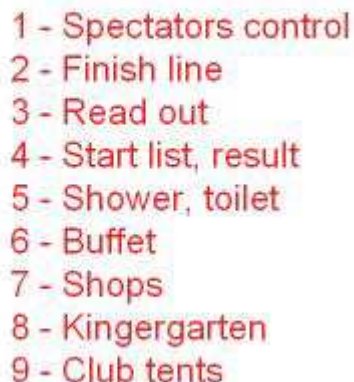 1 - Spectators control
2 - Finish line
3 - Read out
4 - Start list, result
5 - Shower, toilet
6 - Buffet
7 - Shops
8 - Kingergarten
9 - Club tents